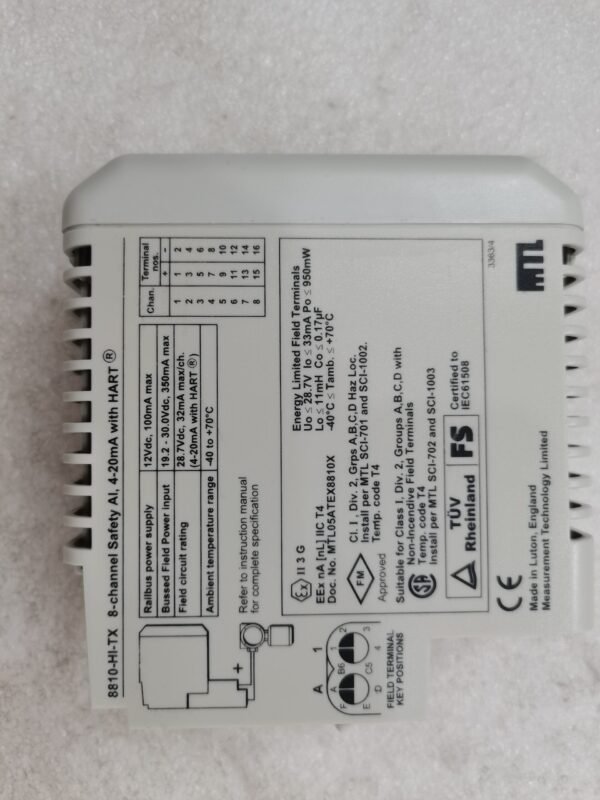 8810-HI-TX 8-channel Safety AI, 4-20mA with HART ®
Railbus power supply 12Vdc, 100mA max
Bussed Field Power input 19.2 - 30.0Vdc, 350mA max
Field circuit rating 28.7Vdc, 32mA max/ch.
(4-20mA with HART ®)
Ambient temperature range -40 to +70°C
Refer to instruction manual
for complete specification
Chan. Terminal
nos.
+ -
1 1 2
2 3 4
3 5 6
4 7 8
5 9 10
6 11 12
7 13 14
8 15 16
+
Ex II 3 G
EEx nA [nL] IIC T4
Doc. No. MTL05ATEX8810X
Energy Limited Field Terminals
Uo ≤ 28.7V Io ≤ 33mA Po ≤ 950mW
Lo ≤ 11mH Co ≤ 0.17µF
-40°C ≤ Tamb. ≤ +70°C
FM
Approved
Cl. I , Div. 2, Grps A,B,C,D Haz Loc.
Install per MTL SCI-701 and SCI-1002.
Temp. code T4
Suitable for Class I, Div. 2, Groups A,B,C,D with
Non-Incendive Field Terminals
SA
Temp. code T4
Install per MTL SCI-702 and SCI-1003
TÜV
Rheinland
FS
Certified to
IEC61508
A 1
F A B6 1 2
E D C5 4 3
FIELD TERMINAL
KEY POSITIONS
CE
Made in Luton, England
Measurement Technology Limited
3363/4
MTL